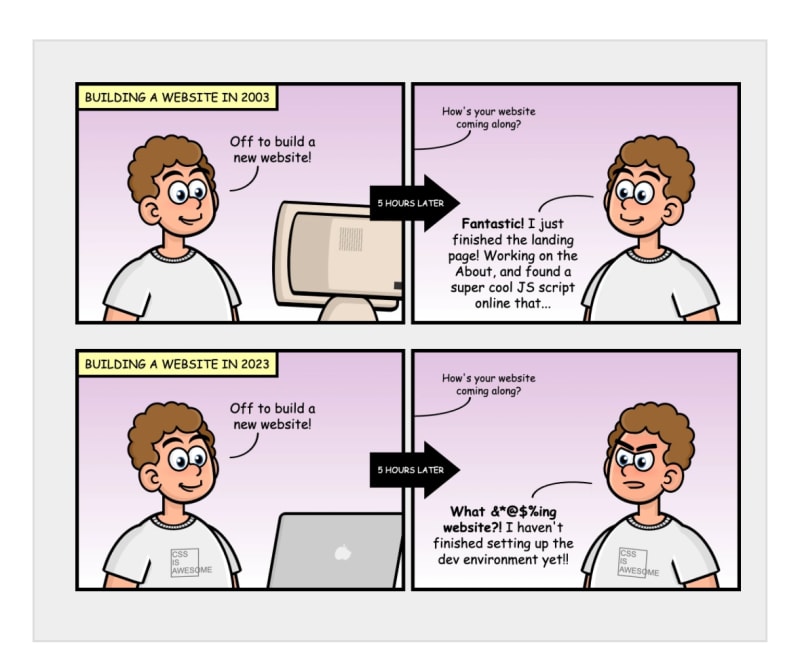 BUILDING A WEBSITE IN 2003
Off to build a
new website!
5 HOURS LATER
How's your website
coming along?
Fantastic! I just
finished the landing
page! Working on the
About, and found a
super cool JS script
online that...
BUILDING A WEBSITE IN 2023
Off to build a
new website!
CSS
IS
AWESOME
5 HOURS LATER
How's your website
coming along?
What &*@$%ing
website?! I haven't
finished setting up the
dev environment yet!!
CSS
IS
AWESOME